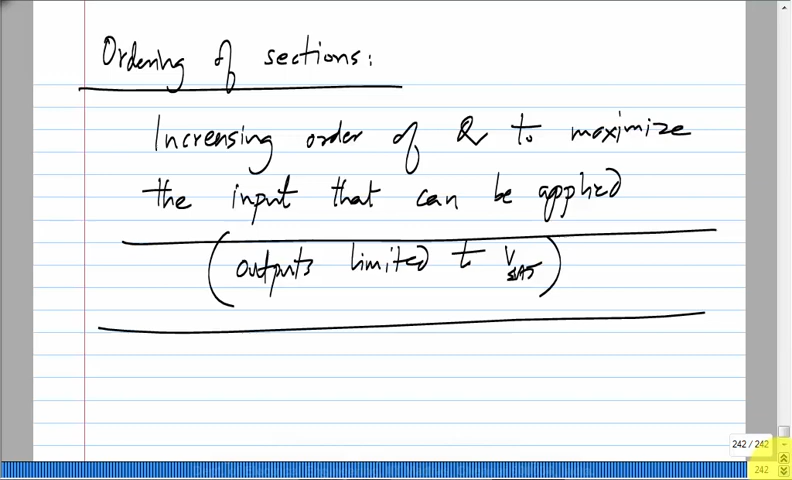 Ordering of sections:
Increasing order of Q to maximize
the input that can be applied
(outputs limited to V_SAT)
242 / 242
242